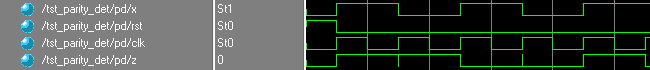 /tst_parity_det/pd/x St1
/tst_parity_det/pd/rst St0
/tst_parity_det/pd/clk St0
/tst_parity_det/pd/z 0